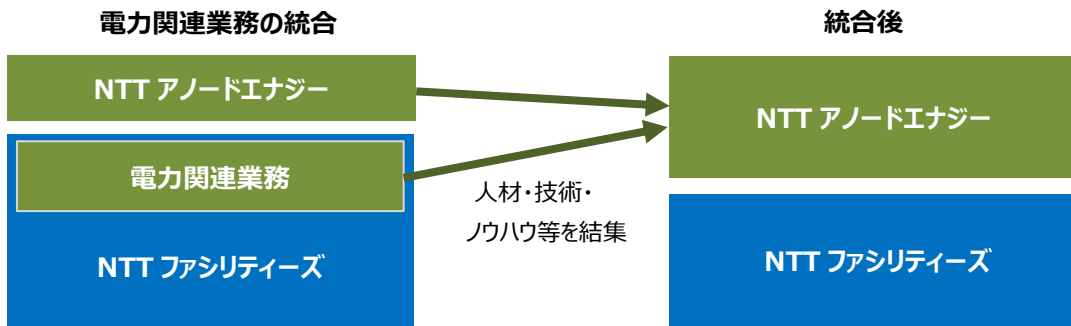 電力関連業務の統合
統合後
NTT アノードエナジー
電力関連業務
NTT ファシリティーズ
人材・技術・
ノウハウ等を結集
NTT アノードエナジー
NTT ファシリティーズ